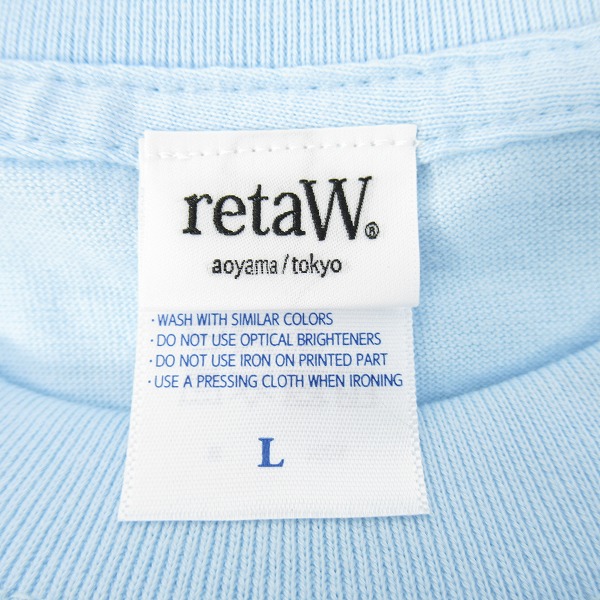 retaW®
aoyama/tokyo
· WASH WITH SIMILAR COLORS
· DO NOT USE OPTICAL BRIGHTENERS
· DO NOT USE IRON ON PRINTED PART
· USE A PRESSING CLOTH WHEN IRONING
L